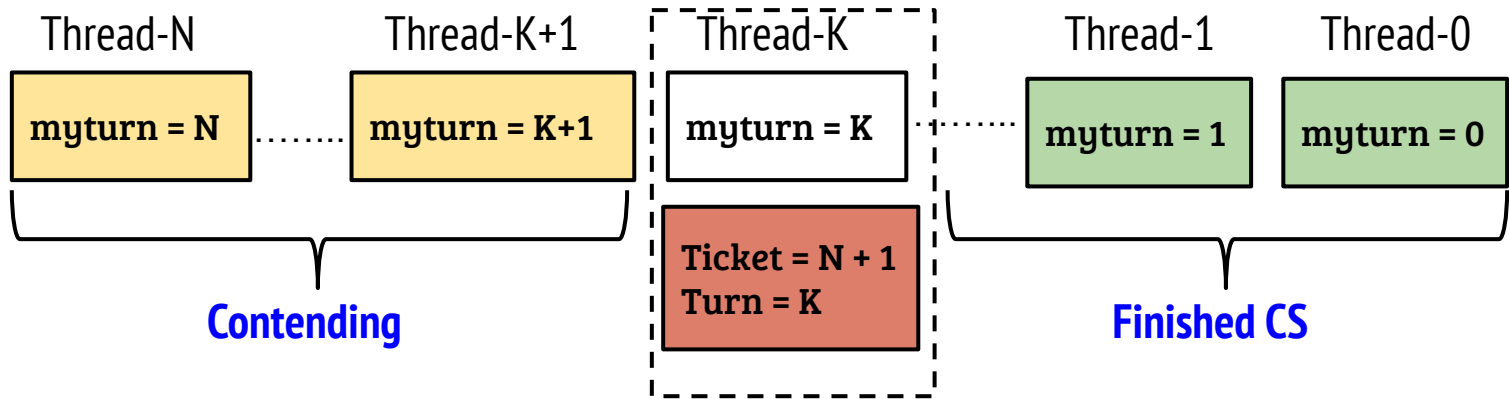 Thread-N Thread-K+1 Thread-K Thread-1 Thread-0
myturn = N ........ myturn = K+1 myturn = K ......... myturn = 1 myturn = 0
Ticket = N + 1
Turn = K
Contending Finished CS